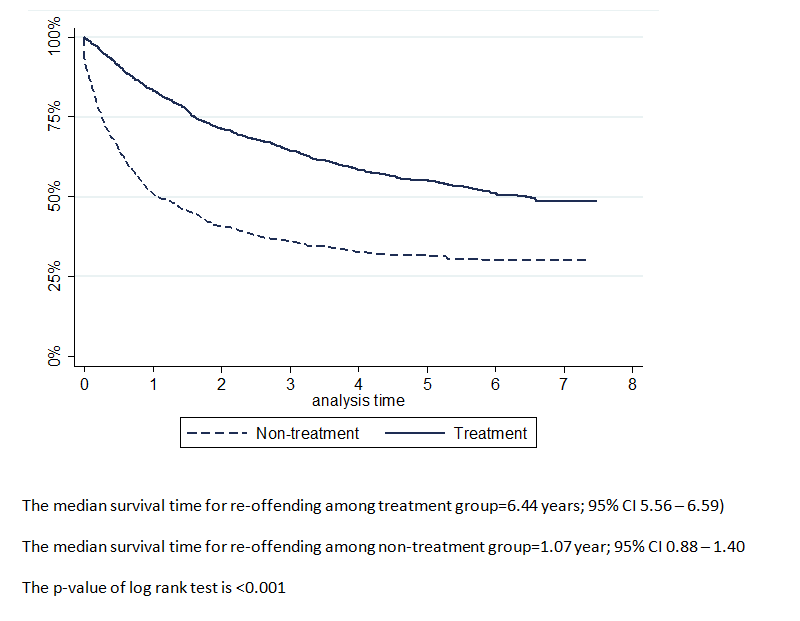 100%
75%
50%
25%
0%
0 1 2 3 4 5 6 7 8
analysis time
Non-treatment Treatment
The median survival time for re-offending among treatment group=6.44 years; 95% CI 5.56 – 6.59)
The median survival time for re-offending among non-treatment group=1.07 year; 95% CI 0.88 – 1.40
The p-value of log rank test is <0.001